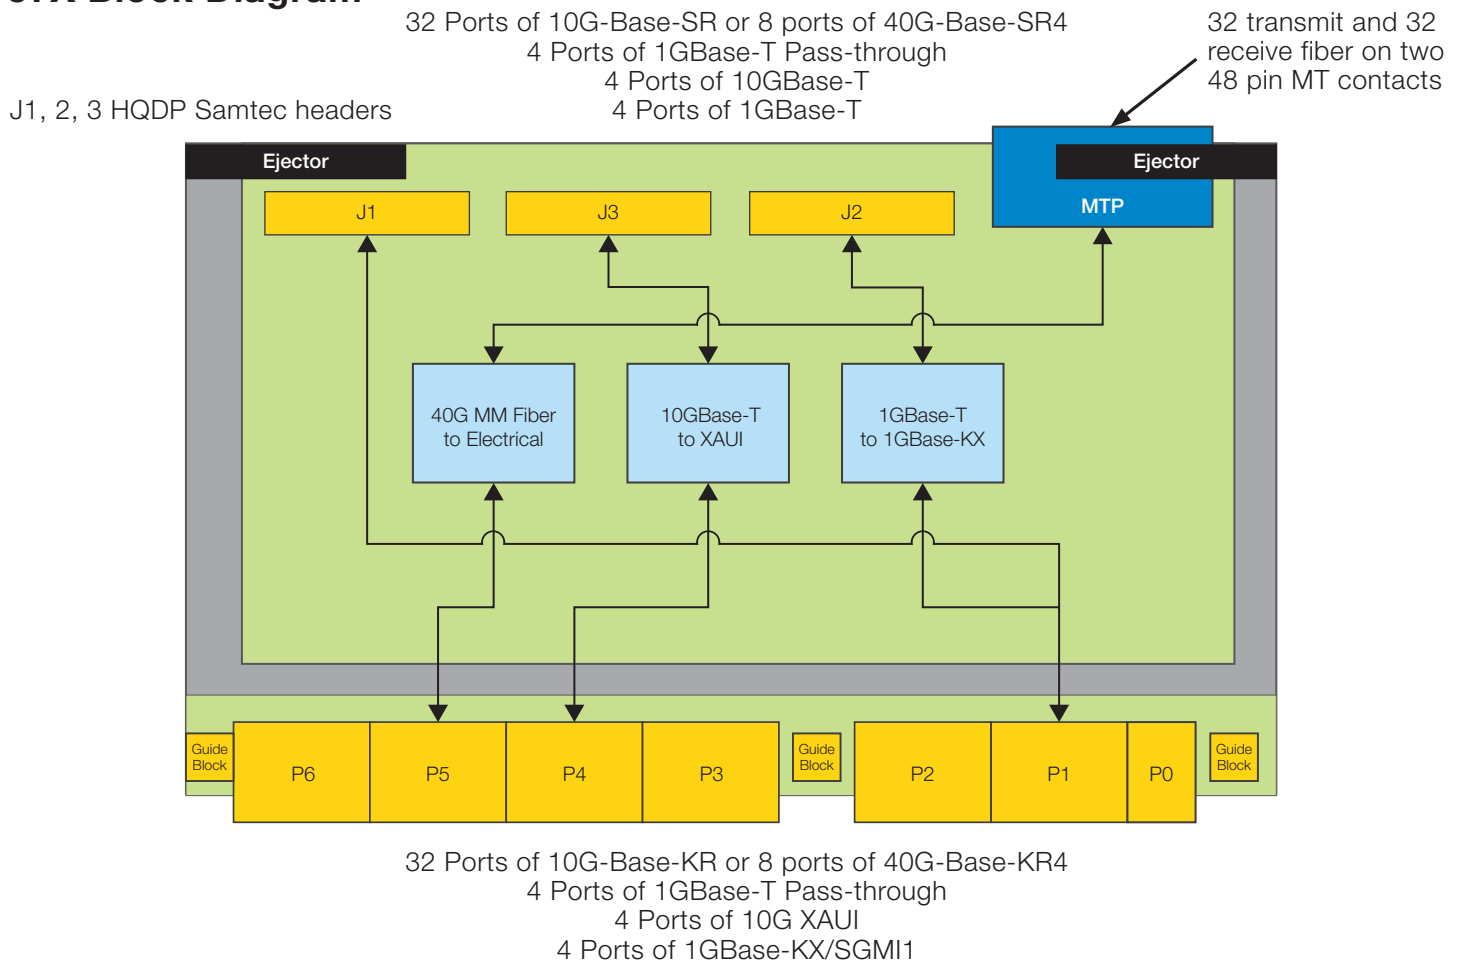 Block Diagram
32 Ports of 10G-Base-SR or 8 ports of 40G-Base-SR4
4 Ports of 1GBase-T Pass-through
4 Ports of 10GBase-T
4 Ports of 1GBase-T
32 transmit and 32
receive fiber on two
48 pin MT contacts
J1, 2, 3 HQDP Samtec headers
Ejector
Ejector
J1
J3
J2
MTP
40G MM Fiber
to Electrical
10GBase-T
to XAUI
1GBase-T
to 1GBase-KX
Guide
Block
P6
P5
P4
P3
Guide
Block
P2
P1
P0
Guide
Block
32 Ports of 10G-Base-KR or 8 ports of 40G-Base-KR4
4 Ports of 1GBase-T Pass-through
4 Ports of 10G XAUI
4 Ports of 1GBase-KX/SGMI1